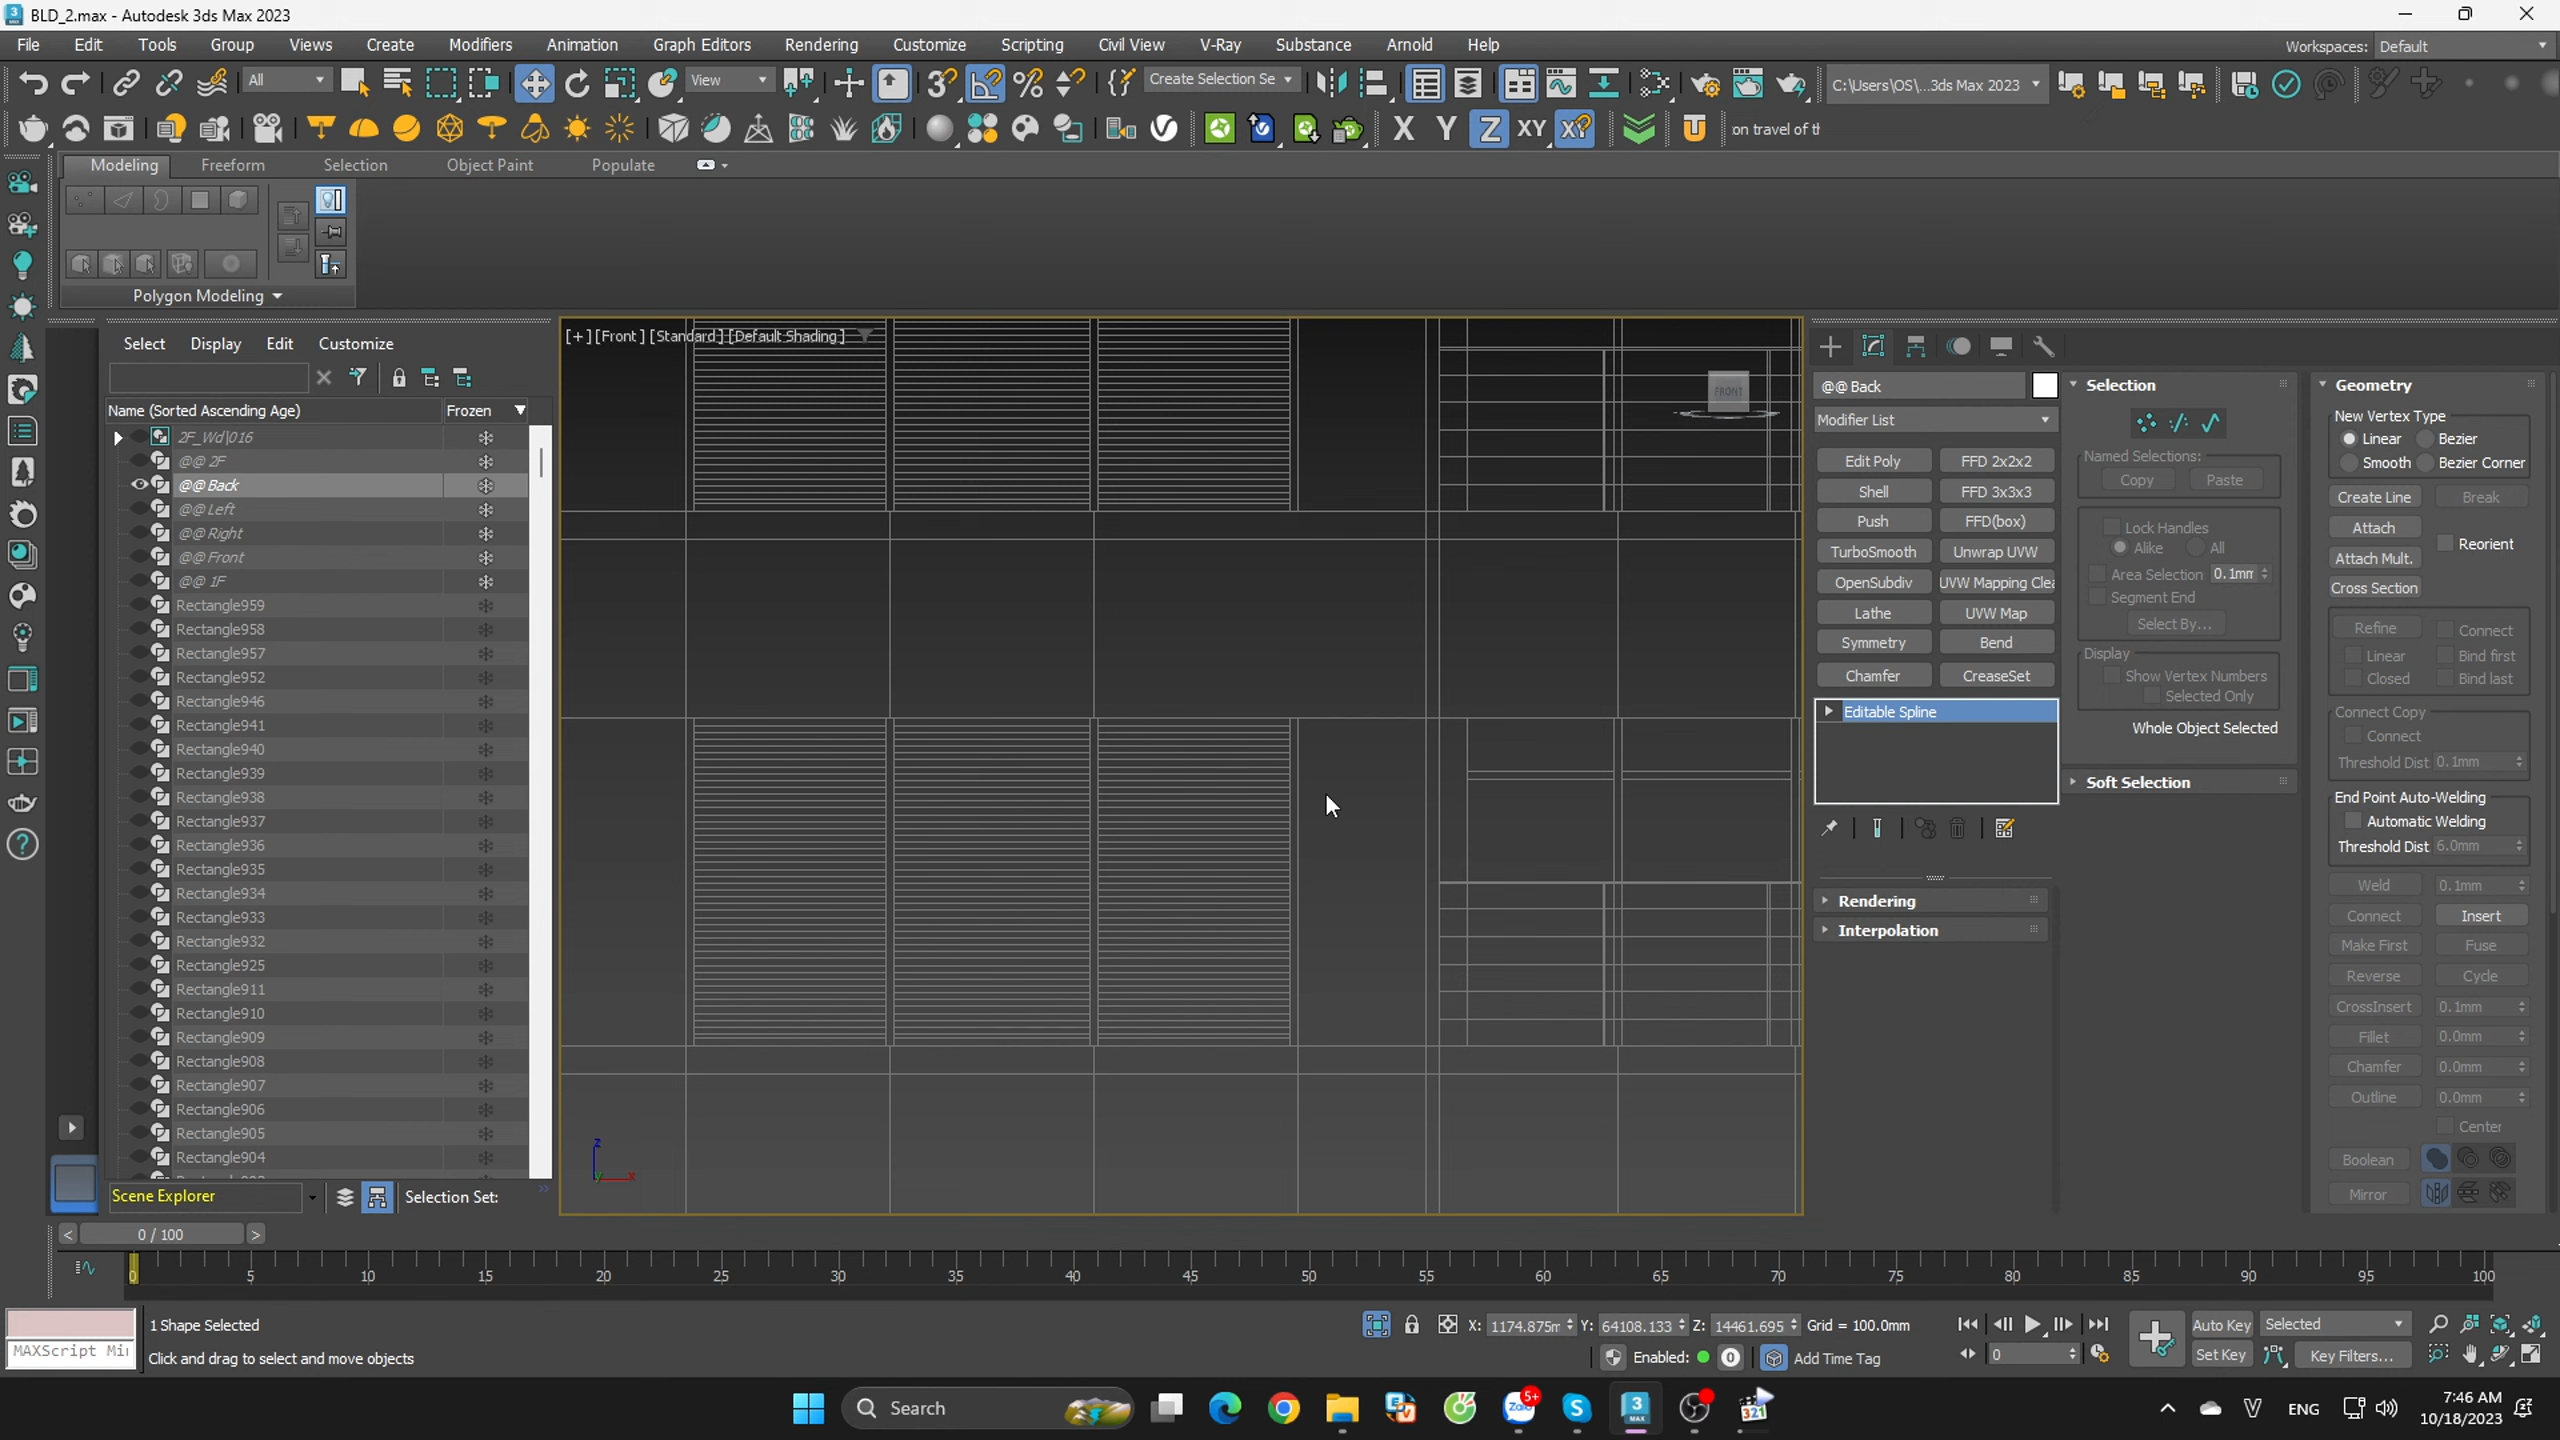 BLD_2.max - Autodesk 3ds Max 2023
File Edit Tools Group Views Create Modifiers Animation Graph Editors Rendering Customize Scripting Civil View V-Ray Substance Arnold Help Workspaces: Default
All View Create Selection Se C:\Users\OS\...3ds Max 2023
X Y Z XY on travel of th
Modeling Freeform Selection Object Paint Populate
Polygon Modeling
Select Display Edit Customize
Name (Sorted Ascending Age) Frozen
2F_Wd|016
@@ 2F
@@ Back
@@ Left
@@ Right
@@ Front
@@ 1F
Rectangle959
Rectangle958
Rectangle957
Rectangle952
Rectangle946
Rectangle941
Rectangle940
Rectangle939
Rectangle938
Rectangle937
Rectangle936
Rectangle935
Rectangle934
Rectangle933
Rectangle932
Rectangle925
Rectangle911
Rectangle910
Rectangle909
Rectangle908
Rectangle907
Rectangle906
Rectangle905
Rectangle904
Scene Explorer Selection Set:
[+] [Front] [Standard] [Default Shading]
FRONT
z
x
@@ Back
Modifier List
Edit Poly FFD 2x2x2
Shell FFD 3x3x3
Push FFD(box)
TurboSmooth Unwrap UVW
OpenSubdiv UVW Mapping Clea
Lathe UVW Map
Symmetry Bend
Chamfer CreaseSet
Editable Spline
Rendering
Interpolation
Selection
Named Selections:
Copy Paste
Lock Handles
Alike All
Area Selection 0.1mm
Segment End
Select By...
Display
Show Vertex Numbers
Selected Only
Whole Object Selected
Soft Selection
Geometry
New Vertex Type
Linear Bezier
Smooth Bezier Corner
Create Line Break
Attach
Reorient
Attach Mult.
Cross Section
Refine Connect
Linear Bind first
Closed Bind last
Connect Copy
Connect
Threshold Dist 0.1mm
End Point Auto-Welding
Automatic Welding
Threshold Dist 6.0mm
Weld 0.1mm
Connect Insert
Make First Fuse
Reverse Cycle
CrossInsert 0.1mm
Fillet 0.0mm
Chamfer 0.0mm
Outline 0.0mm
Center
Boolean
Mirror
< 0 / 100 >
0 5 10 15 20 25 30 35 40 45 50 55 60 65 70 75 80 85 90 95 100
1 Shape Selected X: 1174.875m Y: 64108.133 Z: 14461.695 Grid = 100.0mm Auto Key Selected
MAXScript Mi Click and drag to select and move objects Enabled: 0 Add Time Tag 0 Set Key Key Filters...
Search 5+ Zalo 3 MAX 321 ENG 7:46 AM
10/18/2023